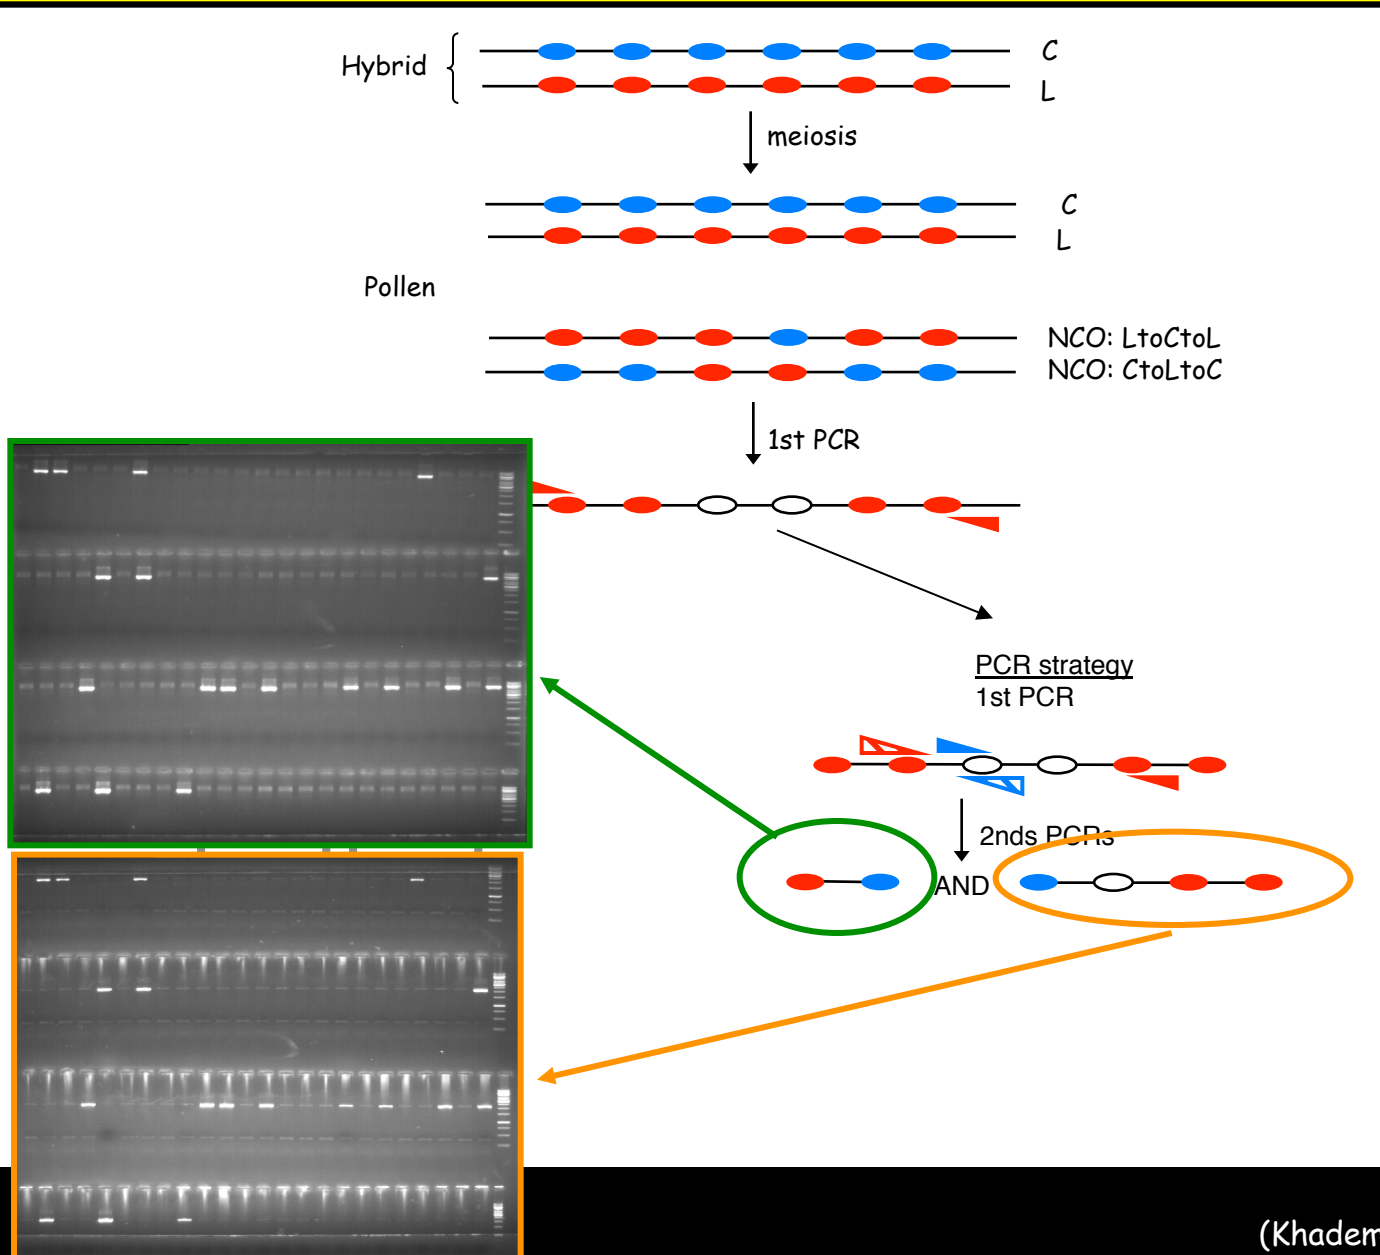 Hybrid
C
L
meiosis
C
L
Pollen
NCO: LtoCtoL
NCO: CtoLtoC
1st PCR
PCR strategy
1st PCR
2nds PCRs
AND
(Khadem